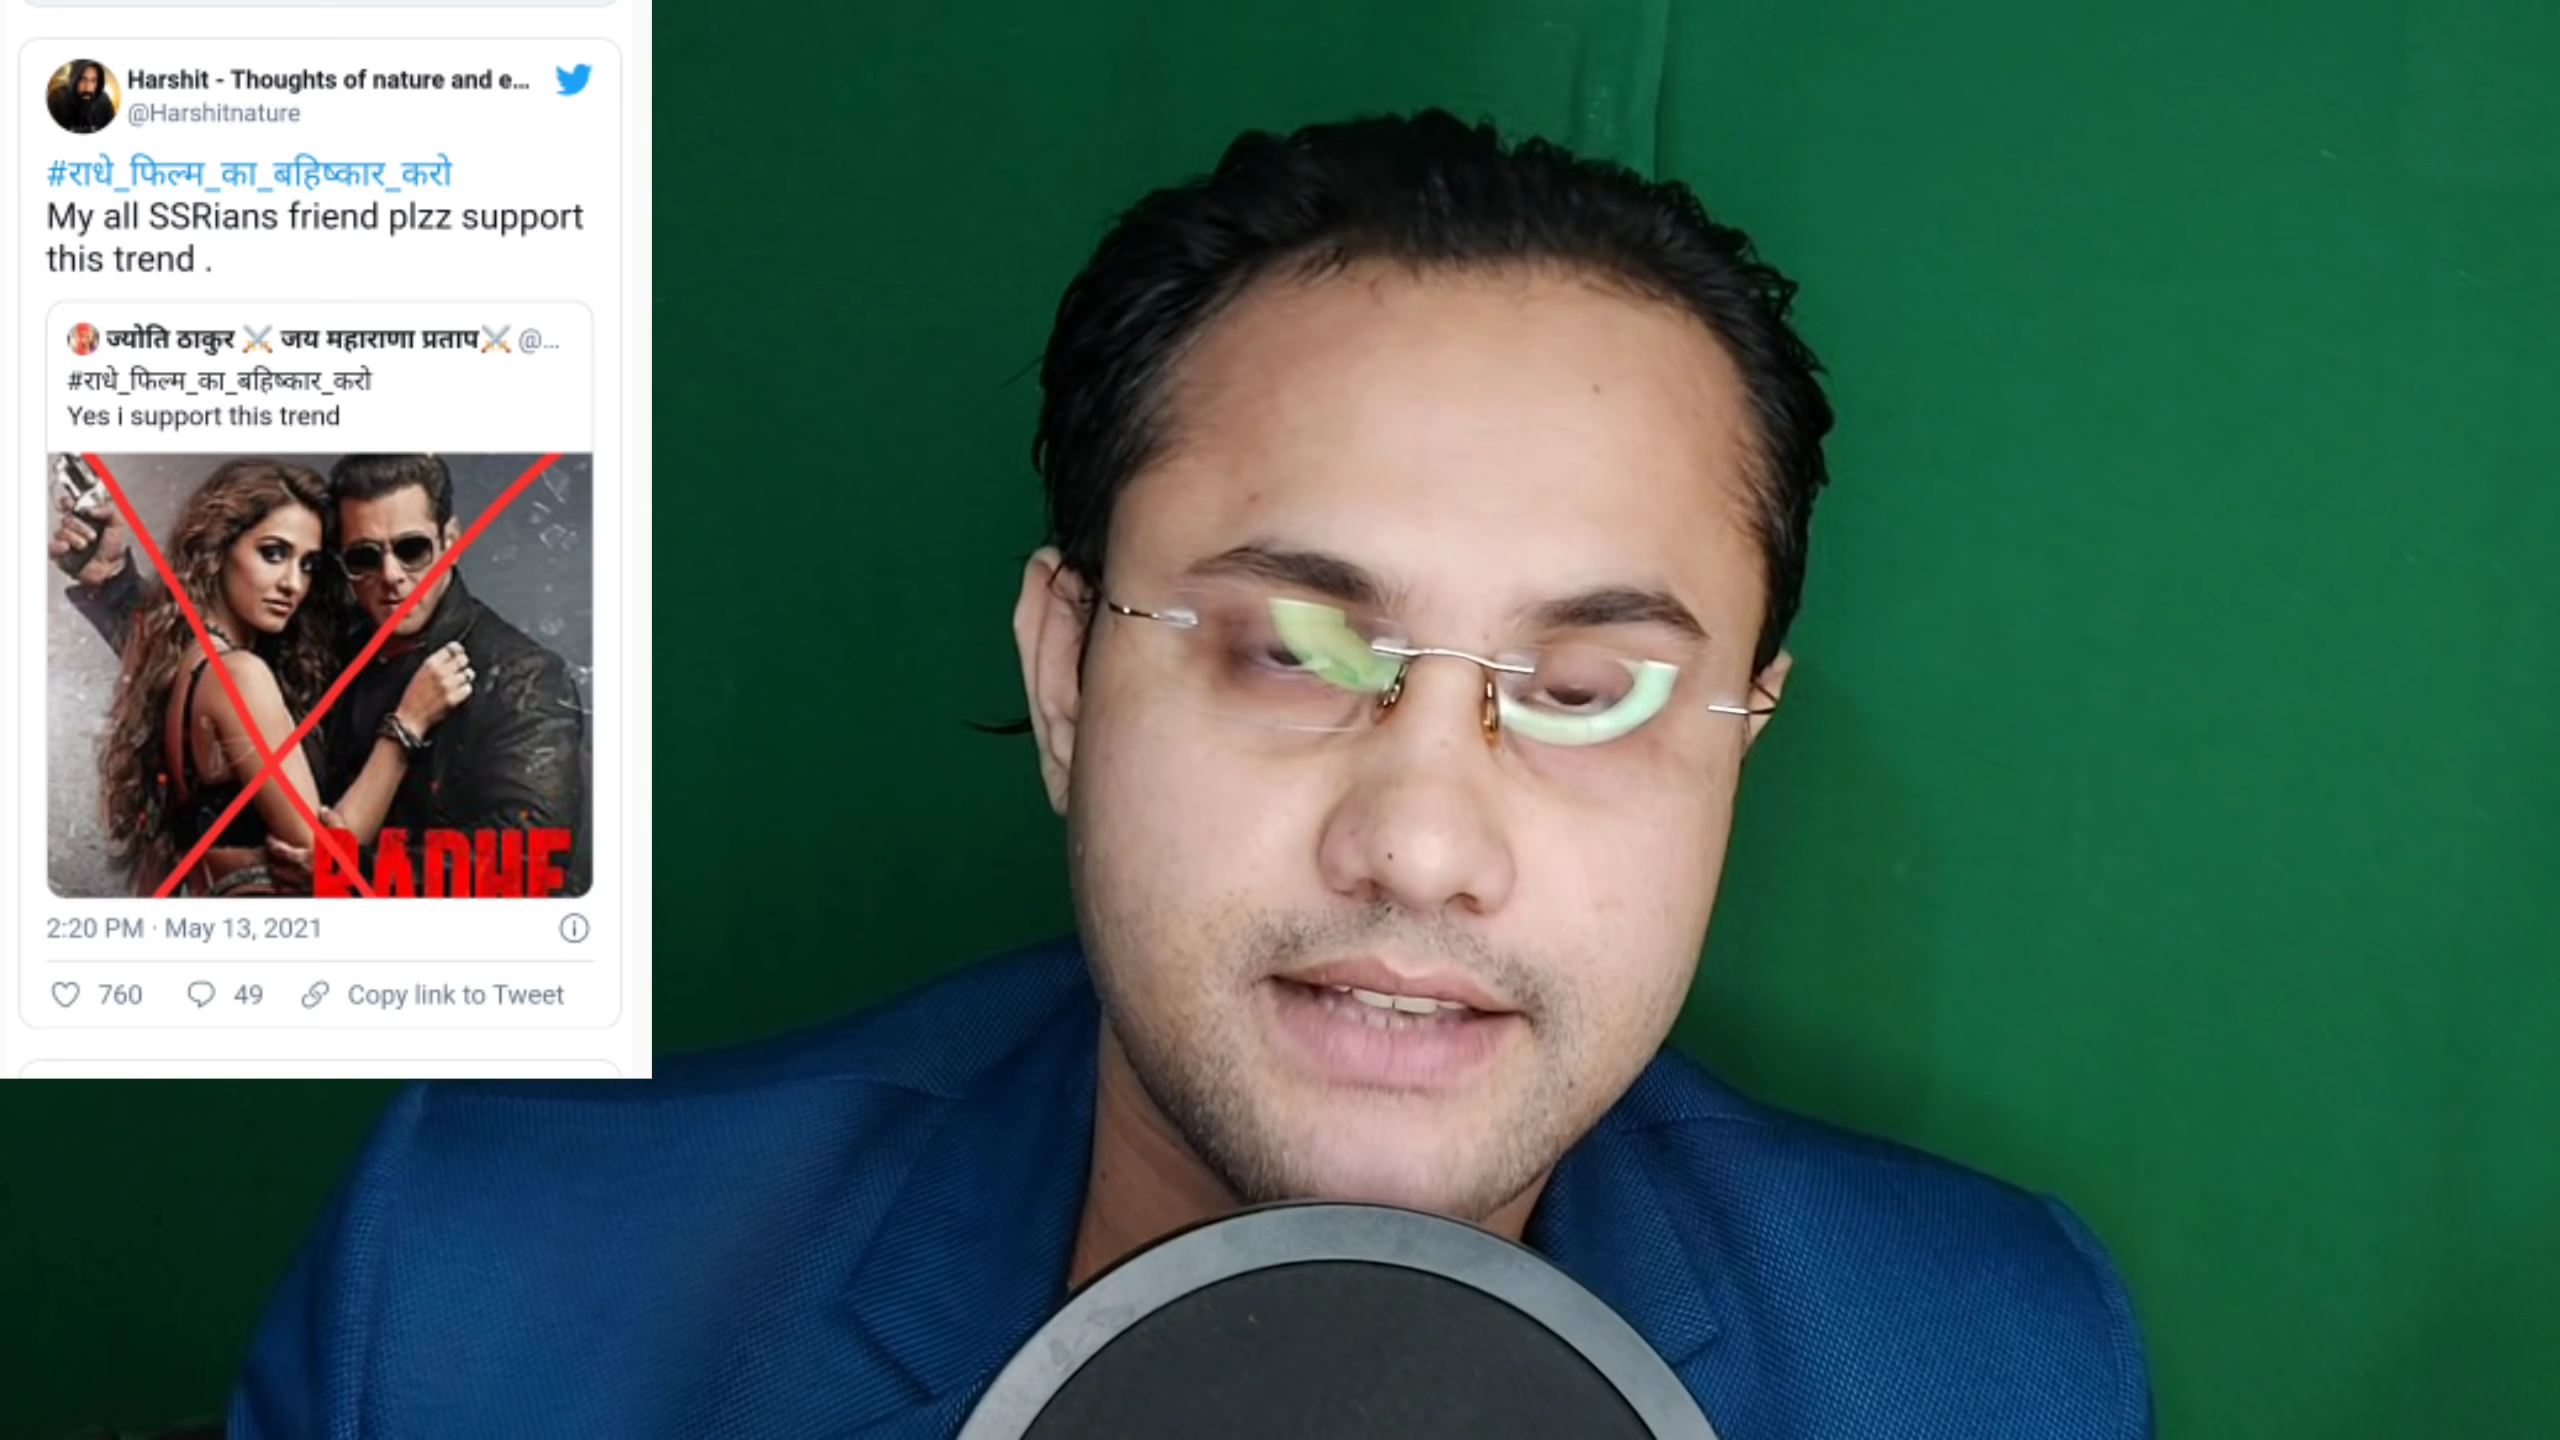 Harshit - Thoughts of nature and e...
@Harshitnature
#राधे_फिल्म_का_बहिष्कार_करो
My all SSRians friend plzz support
this trend .
ज्योति ठाकुर ⚔️ जय महाराणा प्रताप⚔️ @...
#राधे_फिल्म_का_बहिष्कार_करो
Yes i support this trend
RADHE
2:20 PM · May 13, 2021
760 49 Copy link to Tweet